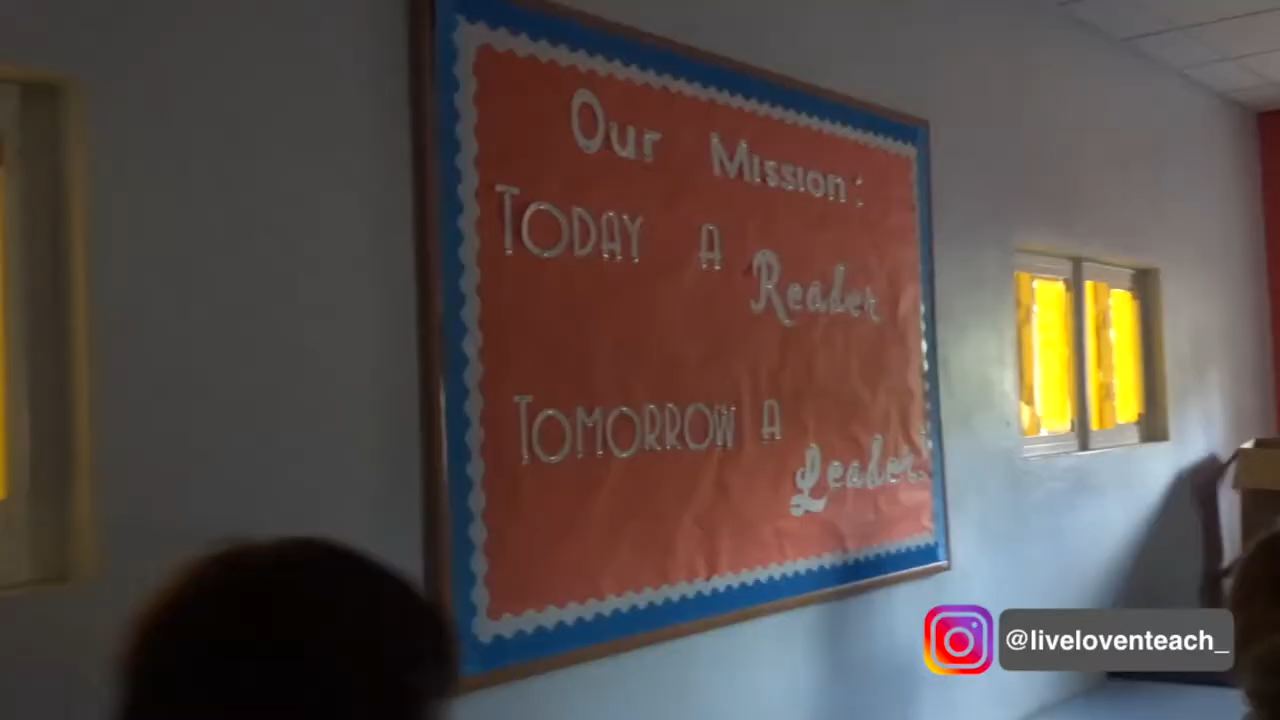 Our Mission:
TODAY A Reader
TOMORROW A Leader!
@liveloventeach_